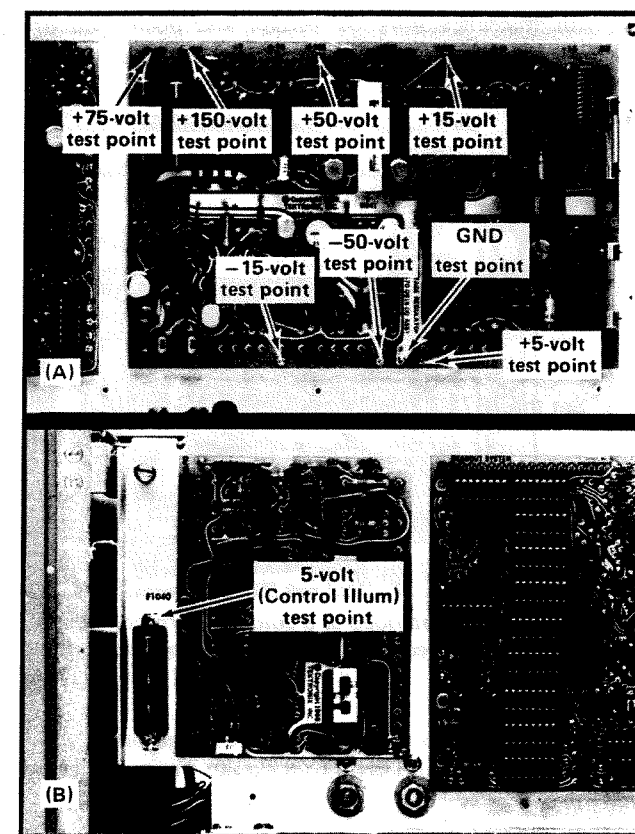 +75-volt
test point
+150-volt
test point
+50-volt
test point
+15-volt
test point
−15-volt
test point
−50-volt
test point
GND
test point
+5-volt
test point
(A)
5-volt
(Control Illum)
test point
F1040
(B)